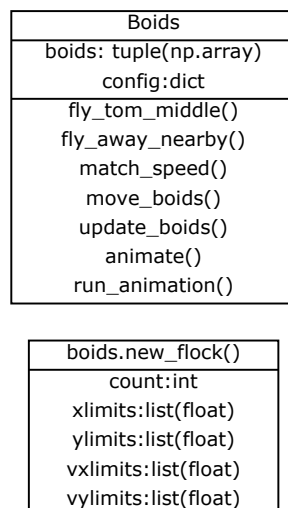 Boids
boids: tuple(np.array)
config:dict
fly_tom_middle()
fly_away_nearby()
match_speed()
move_boids()
update_boids()
animate()
run_animation()
boids.new_flock()
count:int
xlimits:list(float)
ylimits:list(float)
vxlimits:list(float)
vylimits:list(float)